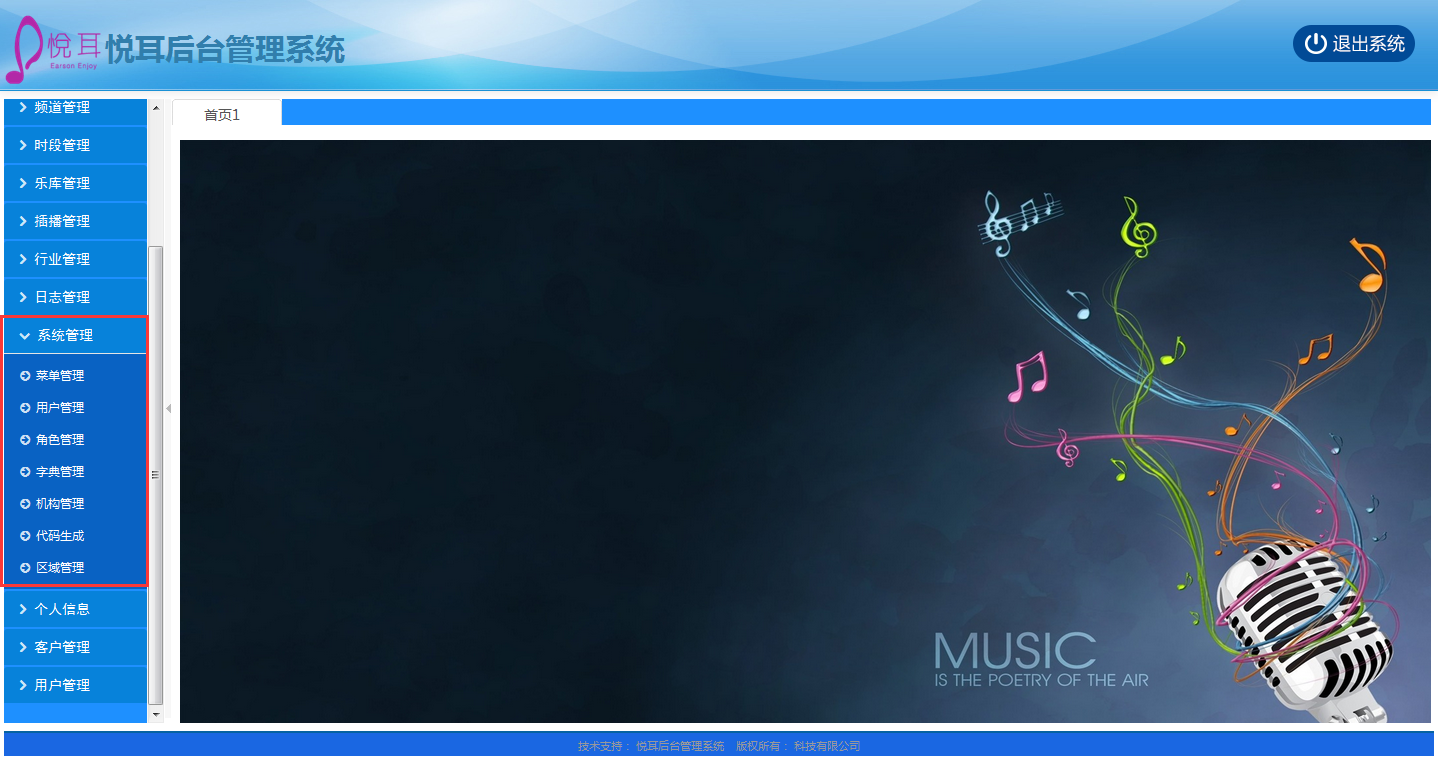 悦耳
Earson Enjoy
悦耳后台管理系统
退出系统
频道管理
时段管理
乐库管理
插播管理
行业管理
日志管理
系统管理
菜单管理
用户管理
角色管理
字典管理
机构管理
代码生成
区域管理
个人信息
客户管理
用户管理
首页1
MUSIC
IS THE POETRY OF THE AIR
技术支持： 悦耳后台管理系统 版权所有： 科技有限公司